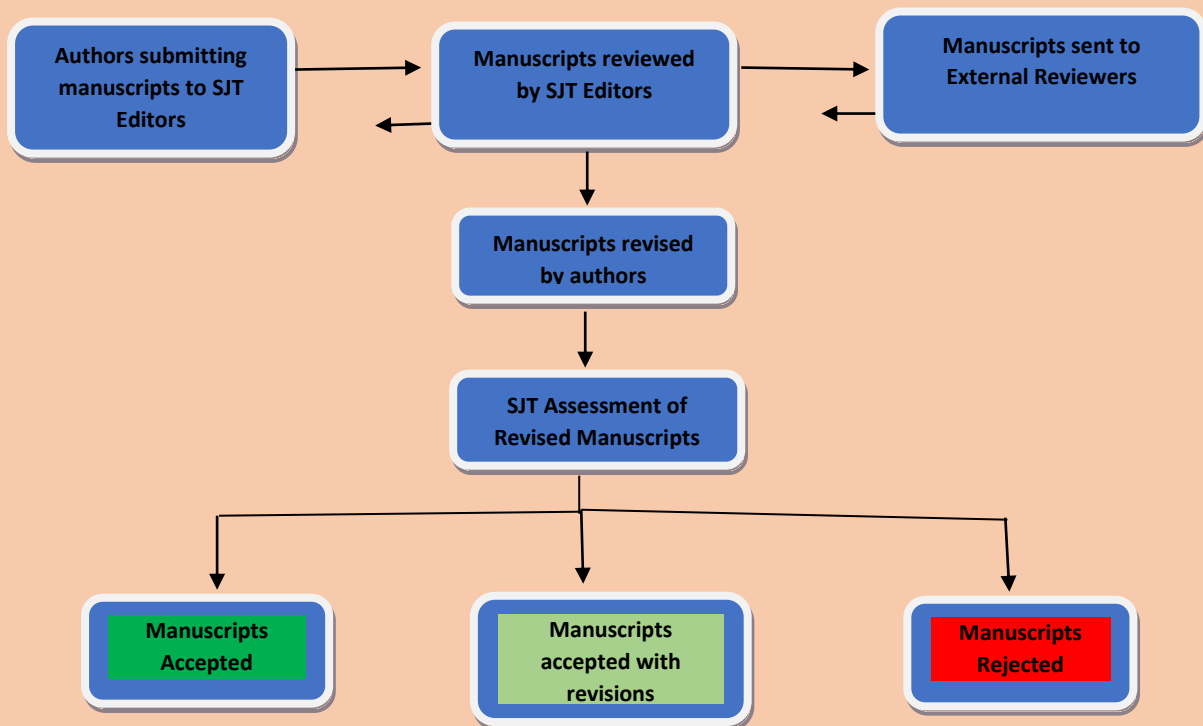 Authors submitting
manuscripts to SJT
Editors
Manuscripts reviewed
by SJT Editors
Manuscripts sent to
External Reviewers
Manuscripts revised
by authors
SJT Assessment of
Revised Manuscripts
Manuscripts
Accepted
Manuscripts
accepted with
revisions
Manuscripts
Rejected